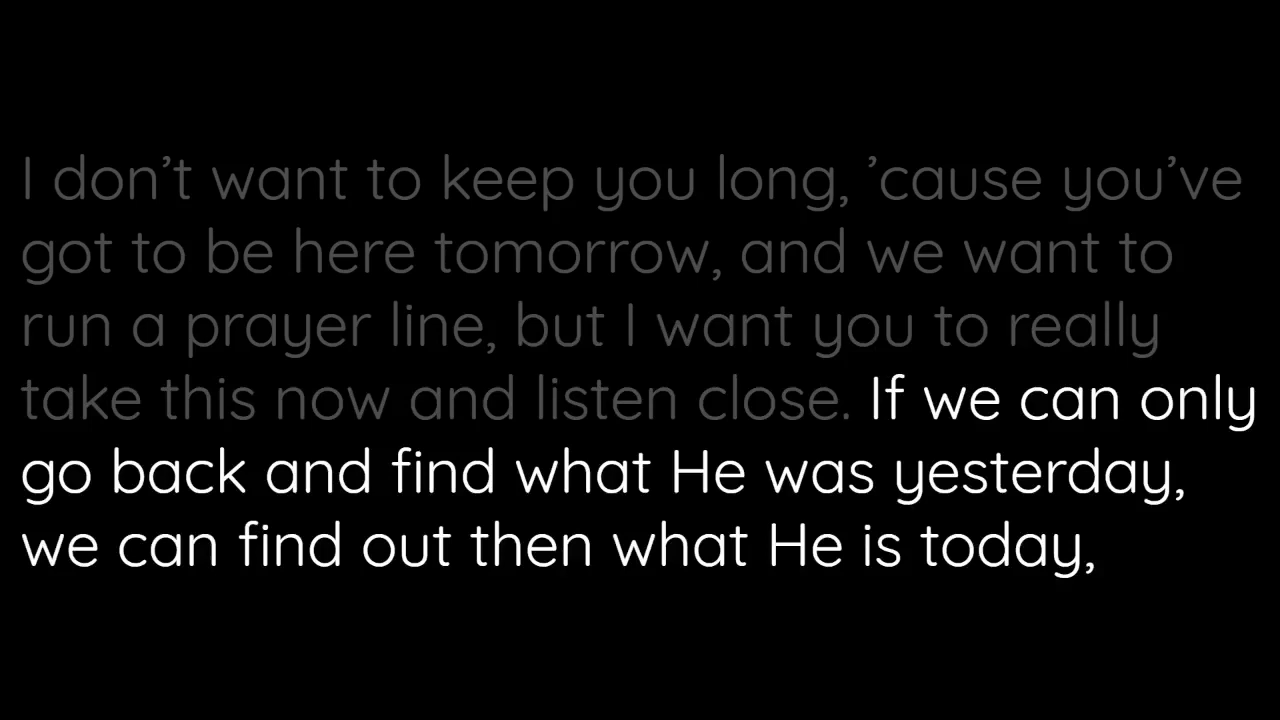 I don’t want to keep you long, ’cause you’ve
got to be here tomorrow, and we want to
run a prayer line, but I want you to really
take this now and listen close. If we can only
go back and find what He was yesterday,
we can find out then what He is today,